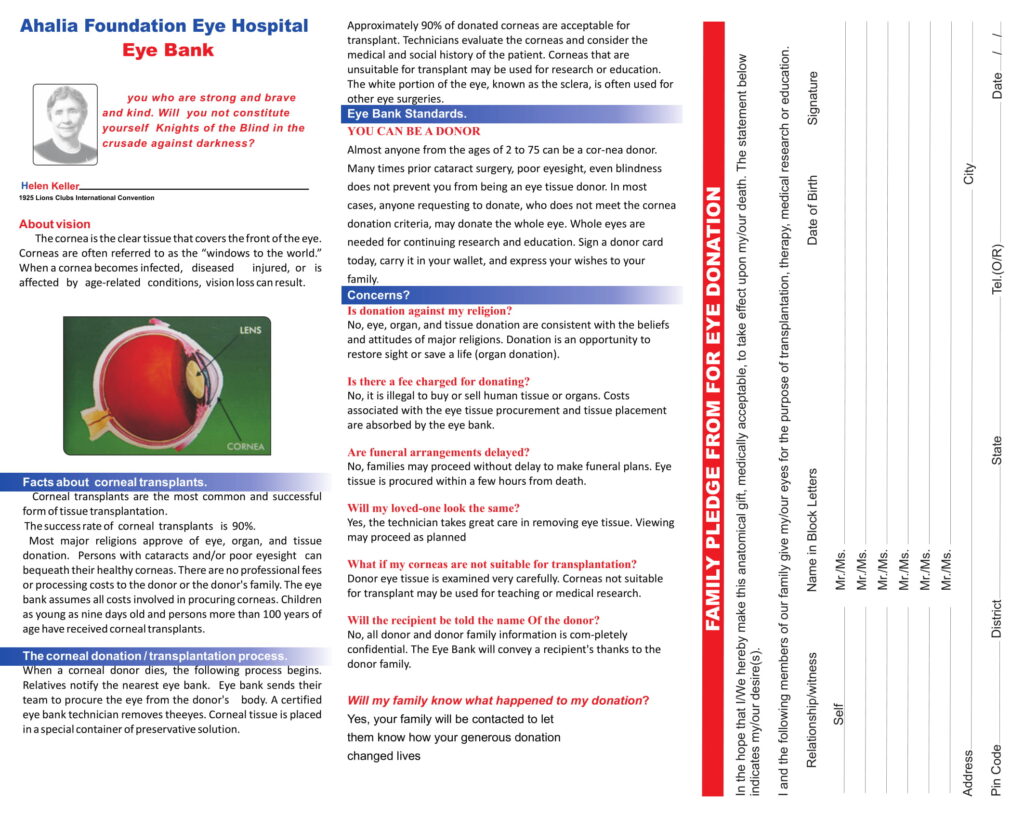 Ahalia Foundation Eye Hospital
Eye Bank
you who are strong and brave
and kind. Will you not constitute
yourself Knights of the Blind in the
crusade against darkness?
Helen Keller
1925 Lions Clubs International Convention
About vision
The cornea is the clear tissue that covers the front of the eye.
Corneas are often referred to as the “windows to the world.”
When a cornea becomes infected, diseased injured, or is
affected by age-related conditions, vision loss can result.
LENS
CORNEA
Facts about corneal transplants.
Corneal transplants are the most common and successful
form of tissue transplantation.
The success rate of corneal transplants is 90%.
Most major religions approve of eye, organ, and tissue
donation. Persons with cataracts and/or poor eyesight can
bequeath their healthy corneas. There are no professional fees
or processing costs to the donor or the donor's family. The eye
bank assumes all costs involved in procuring corneas. Children
as young as nine days old and persons more than 100 years of
age have received corneal transplants.
The corneal donation / transplantation process.
When a corneal donor dies, the following process begins.
Relatives notify the nearest eye bank. Eye bank sends their
team to procure the eye from the donor's body. A certified
eye bank technician removes theeyes. Corneal tissue is placed
in a special container of preservative solution.
Approximately 90% of donated corneas are acceptable for
transplant. Technicians evaluate the corneas and consider the
medical and social history of the patient. Corneas that are
unsuitable for transplant may be used for research or education.
The white portion of the eye, known as the sclera, is often used for
other eye surgeries.
Eye Bank Standards.
YOU CAN BE A DONOR
Almost anyone from the ages of 2 to 75 can be a cor-nea donor.
Many times prior cataract surgery, poor eyesight, even blindness
does not prevent you from being an eye tissue donor. In most
cases, anyone requesting to donate, who does not meet the cornea
donation criteria, may donate the whole eye. Whole eyes are
needed for continuing research and education. Sign a donor card
today, carry it in your wallet, and express your wishes to your
family.
Concerns?
Is donation against my religion?
No, eye, organ, and tissue donation are consistent with the beliefs
and attitudes of major religions. Donation is an opportunity to
restore sight or save a life (organ donation).
Is there a fee charged for donating?
No, it is illegal to buy or sell human tissue or organs. Costs
associated with the eye tissue procurement and tissue placement
are absorbed by the eye bank.
Are funeral arrangements delayed?
No, families may proceed without delay to make funeral plans. Eye
tissue is procured within a few hours from death.
Will my loved-one look the same?
Yes, the technician takes great care in removing eye tissue. Viewing
may proceed as planned
What if my corneas are not suitable for transplantation?
Donor eye tissue is examined very carefully. Corneas not suitable
for transplant may be used for teaching or medical research.
Will the recipient be told the name Of the donor?
No, all donor and donor family information is com-pletely
confidential. The Eye Bank will convey a recipient's thanks to the
donor family.
Will my family know what happened to my donation?
Yes, your family will be contacted to let
them know how your generous donation
changed lives
FAMILY PLEDGE FROM FOR EYE DONATION
In the hope that I/We hereby make this anatomical gift, medically acceptable, to take effect upon my/our death. The statement below
indicates my/our desire(s).
I and the following members of our family give my/our eyes for the purpose of transplantation, therapy, medical research or education.
Relationship/witness Name in Block Letters Date of Birth Signature
Self Mr./Ms.
Mr./Ms.
Mr./Ms.
Mr./Ms.
Mr./Ms.
Mr./Ms.
Address City
Pin Code District State Tel.(O/R) Date / /